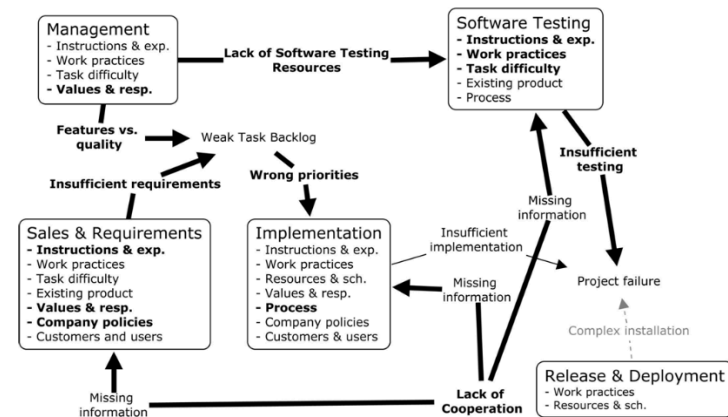 Management
- Instructions & exp.
- Work practices
- Task difficulty
- Values & resp.
Lack of Software Testing
Resources
Software Testing
- Instructions & exp.
- Work practices
- Task difficulty
- Existing product
- Process
Features vs.
quality
Weak Task Backlog
Insufficient requirements
Wrong priorities
Insufficient
testing
Missing
information
Sales & Requirements
- Instructions & exp.
- Work practices
- Task difficulty
- Existing product
- Values & resp.
- Company policies
- Customers and users
Implementation
- Instructions & exp.
- Work practices
- Resources & sch.
- Values & resp.
- Process
- Company policies
- Customers & users
Insufficient
implementation
Missing
information
Project failure
Complex installation
Release & Deployment
- Work practices
- Resources & sch.
Missing
information
Lack of
Cooperation